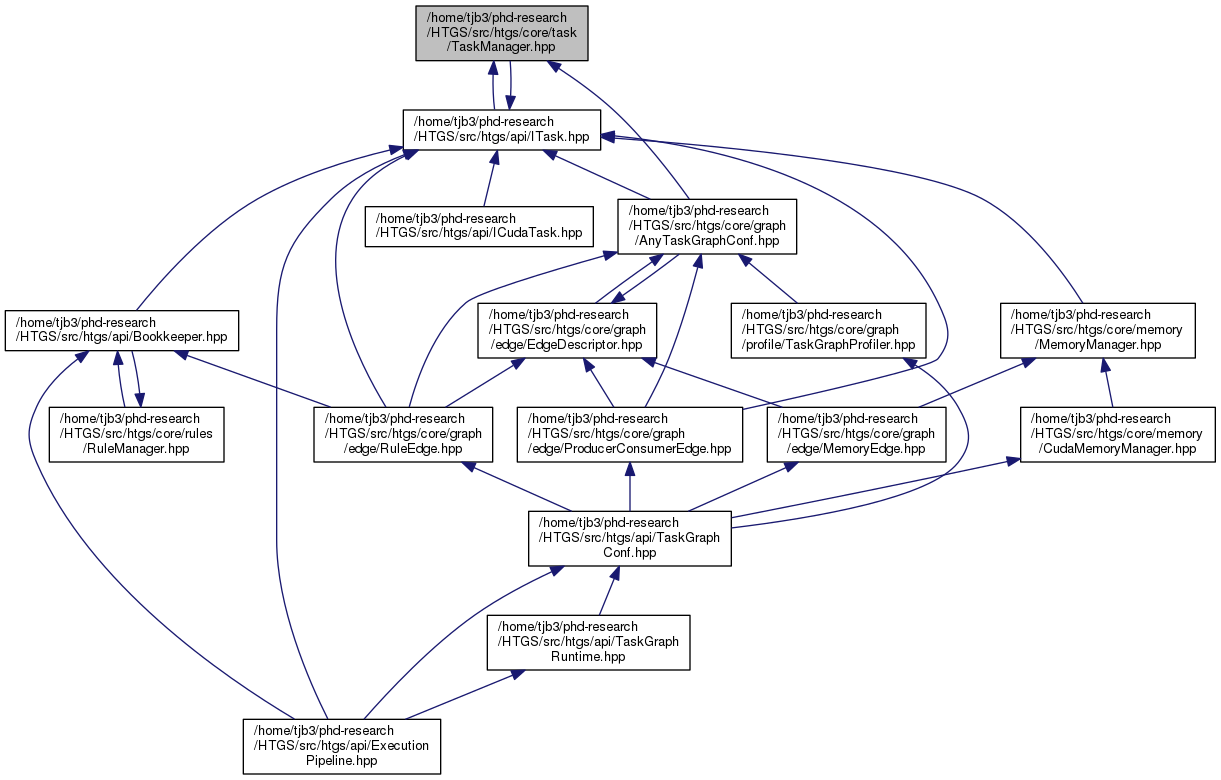 /home/tjb3/phd-research
/HTGS/src/htgs/core/task
/TaskManager.hpp
/home/tjb3/phd-research
/HTGS/src/htgs/api/ITask.hpp
/home/tjb3/phd-research
/HTGS/src/htgs/api/ICudaTask.hpp
/home/tjb3/phd-research
/HTGS/src/htgs/core/graph
/AnyTaskGraphConf.hpp
/home/tjb3/phd-research
/HTGS/src/htgs/api/Bookkeeper.hpp
/home/tjb3/phd-research
/HTGS/src/htgs/core/graph
/edge/EdgeDescriptor.hpp
/home/tjb3/phd-research
/HTGS/src/htgs/core/graph
/profile/TaskGraphProfiler.hpp
/home/tjb3/phd-research
/HTGS/src/htgs/core/memory
/MemoryManager.hpp
/home/tjb3/phd-research
/HTGS/src/htgs/core/rules
/RuleManager.hpp
/home/tjb3/phd-research
/HTGS/src/htgs/core/graph
/edge/RuleEdge.hpp
/home/tjb3/phd-research
/HTGS/src/htgs/core/graph
/edge/ProducerConsumerEdge.hpp
/home/tjb3/phd-research
/HTGS/src/htgs/core/graph
/edge/MemoryEdge.hpp
/home/tjb3/phd-research
/HTGS/src/htgs/core/memory
/CudaMemoryManager.hpp
/home/tjb3/phd-research
/HTGS/src/htgs/api/TaskGraph
Conf.hpp
/home/tjb3/phd-research
/HTGS/src/htgs/api/TaskGraph
Runtime.hpp
/home/tjb3/phd-research
/HTGS/src/htgs/api/Execution
Pipeline.hpp